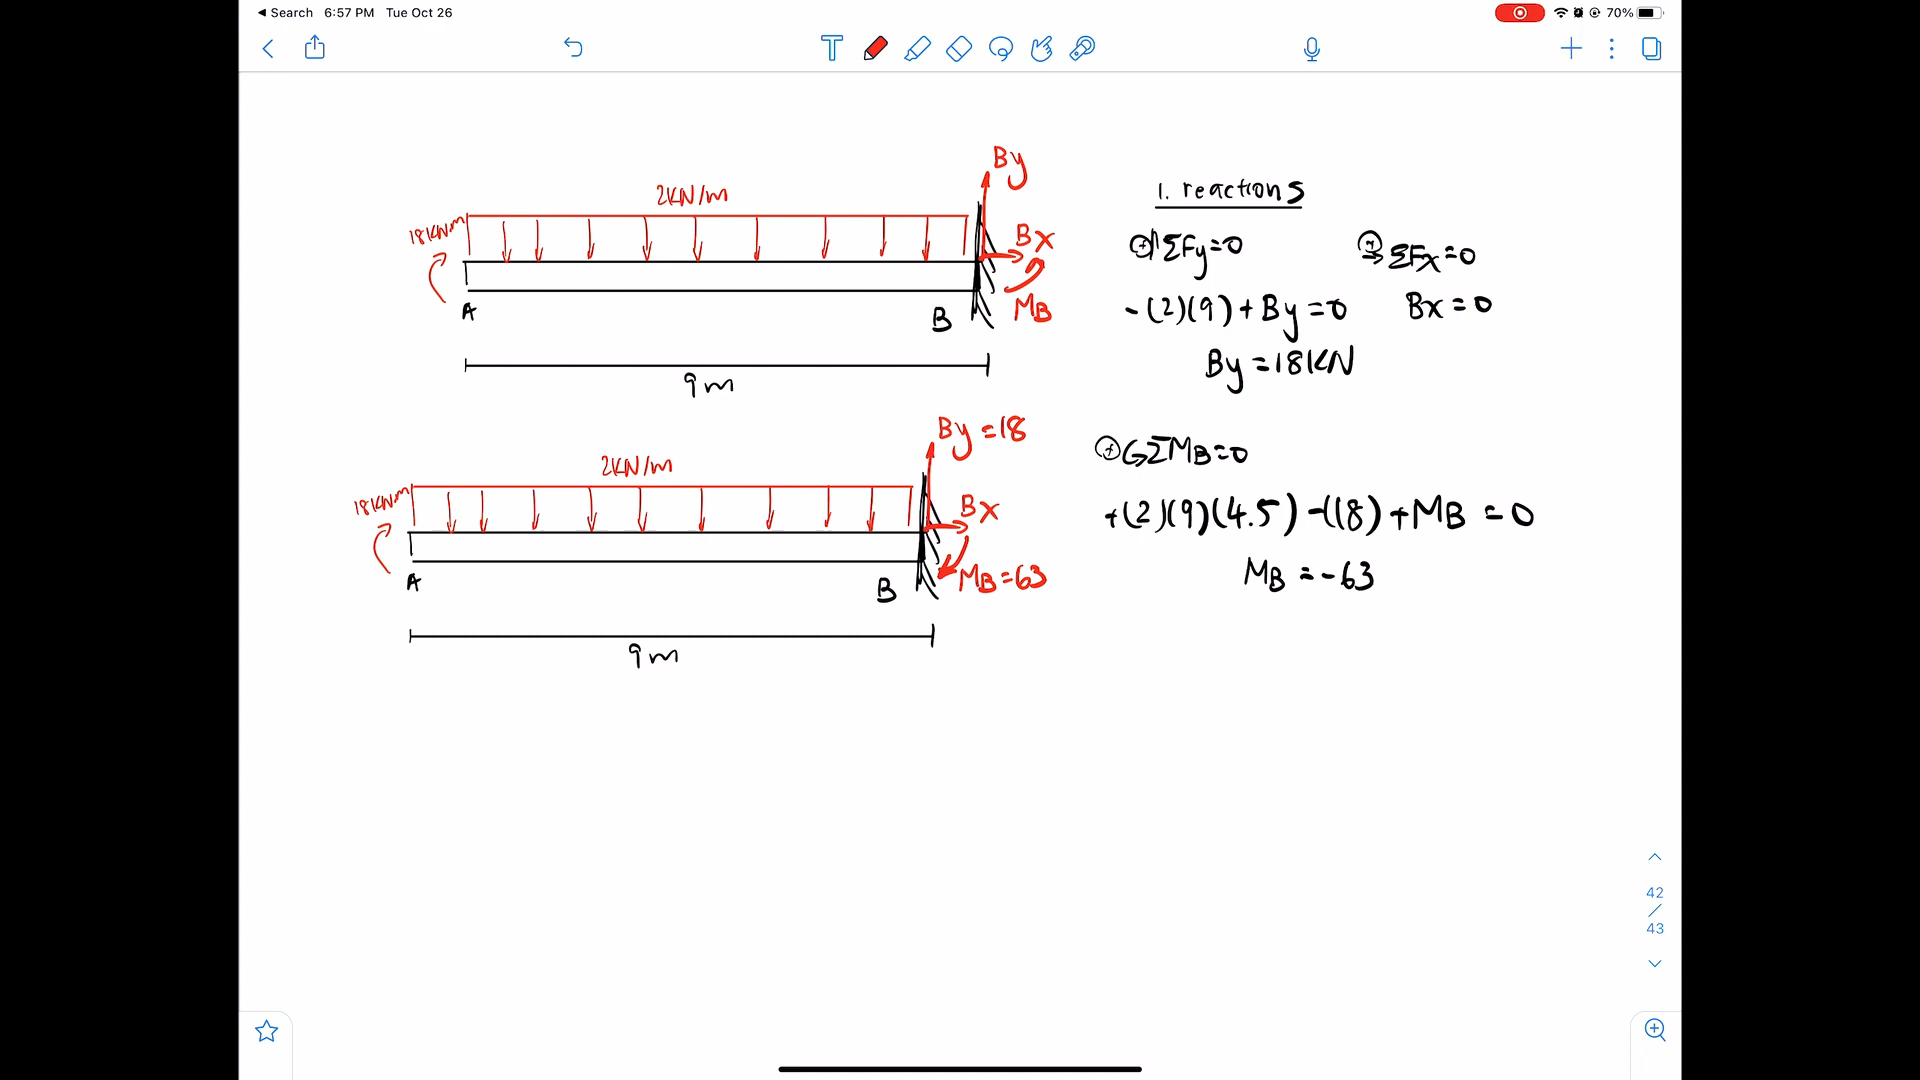 ◀ Search 6:57 PM Tue Oct 26
70%
By
2KN/m
18KNm
Bx
MB
A
B
9m
1. reactions
+↑ΣFy=0
-(2)(9)+By=0
By=18KN
ΣFx=0
Bx=0
By=18
2KN/m
18KNm
Bx
MB=63
A
B
9m
ΣMB=0
+(2)(9)(4.5)-(18)+MB=0
MB=-63
42
/
43